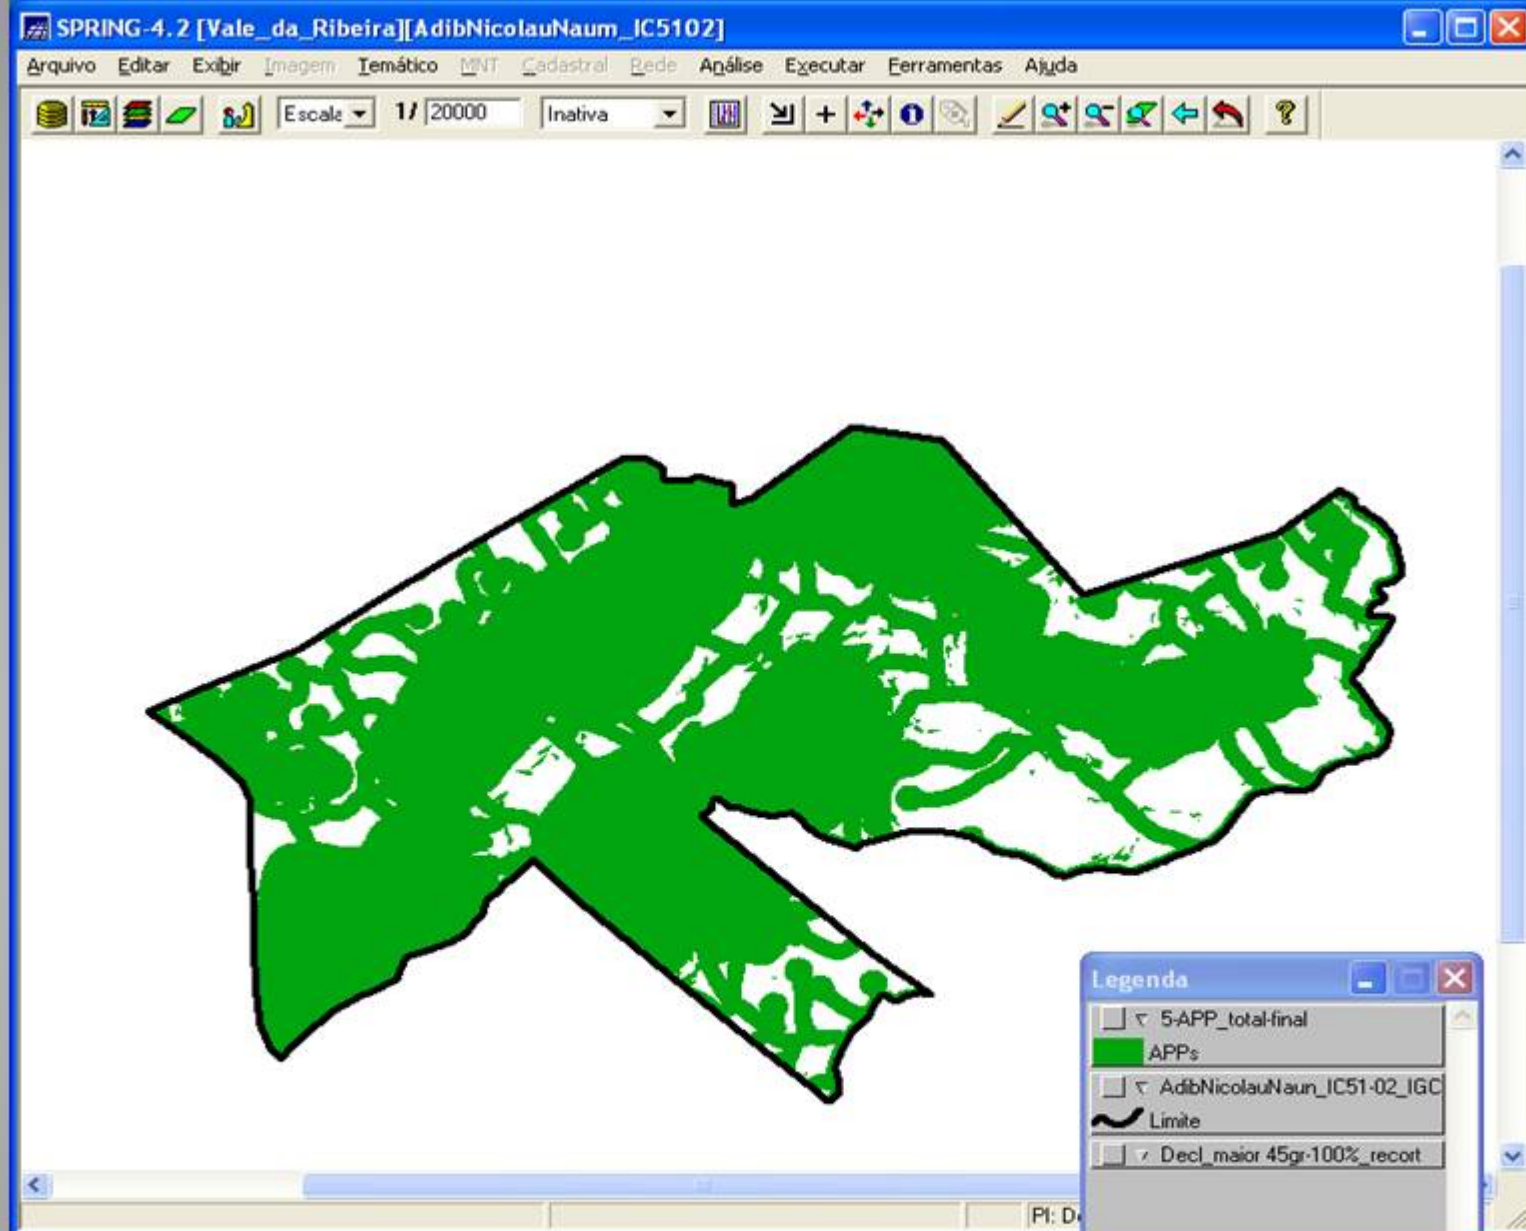 SPRING-4.2 [Vale_da_Ribeira][AdibNicolauNaum_IC5102]
Arquivo Editar Exibir Imagem Temático MNT Cadastral Rede Análise Executar Ferramentas Ajuda
Escala 1/ 20000 Inativa
Legenda
5-APP_total-final
APPs
AdibNicolauNaun_IC51-02_IGC
Limite
Decl_maior 45gr-100%_recort
PI: D